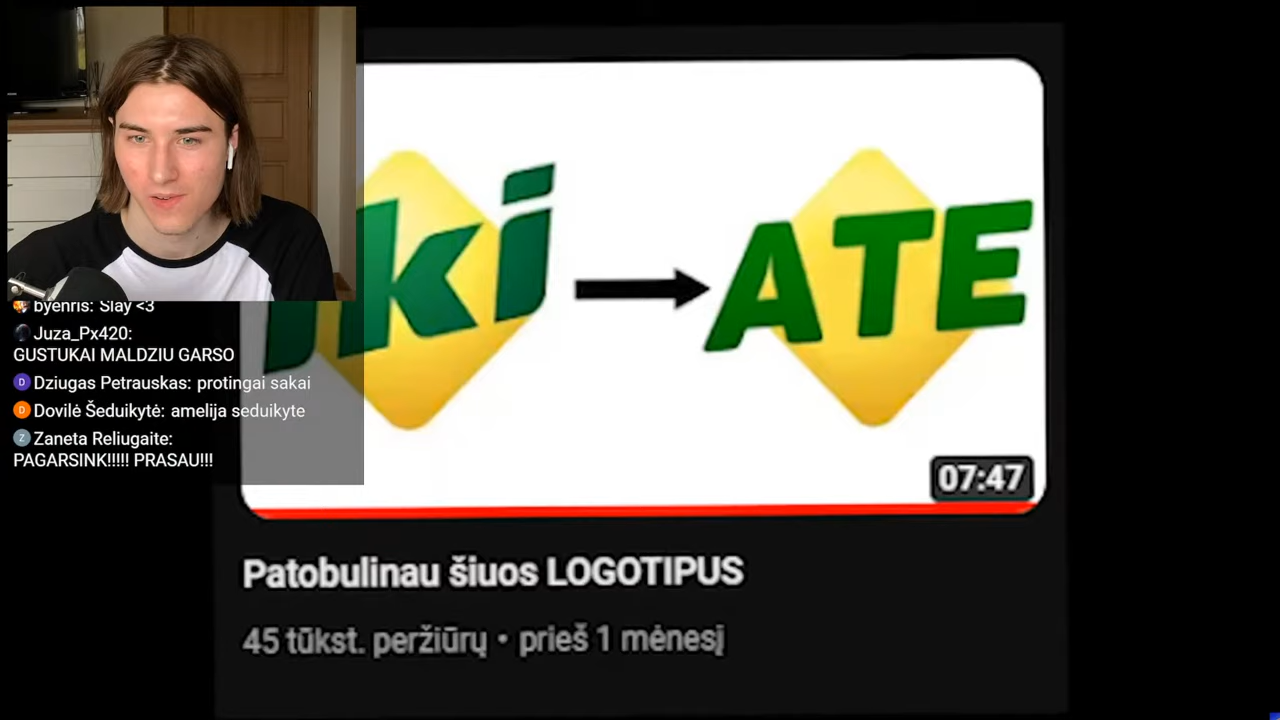 iki
ATE
byenris: Slay <3
Juza_Px420:
GUSTUKAI MALDZIU GARSO
D Dziugas Petrauskas: protingai sakai
D Dovilė Šeduikytė: amelija seduikyte
Z Zaneta Reliugaite:
PAGARSINK!!!!! PRASAU!!!
07:47
Patobulinau šiuos LOGOTIPUS
45 tūkst. peržiūrų • prieš 1 mėnesį